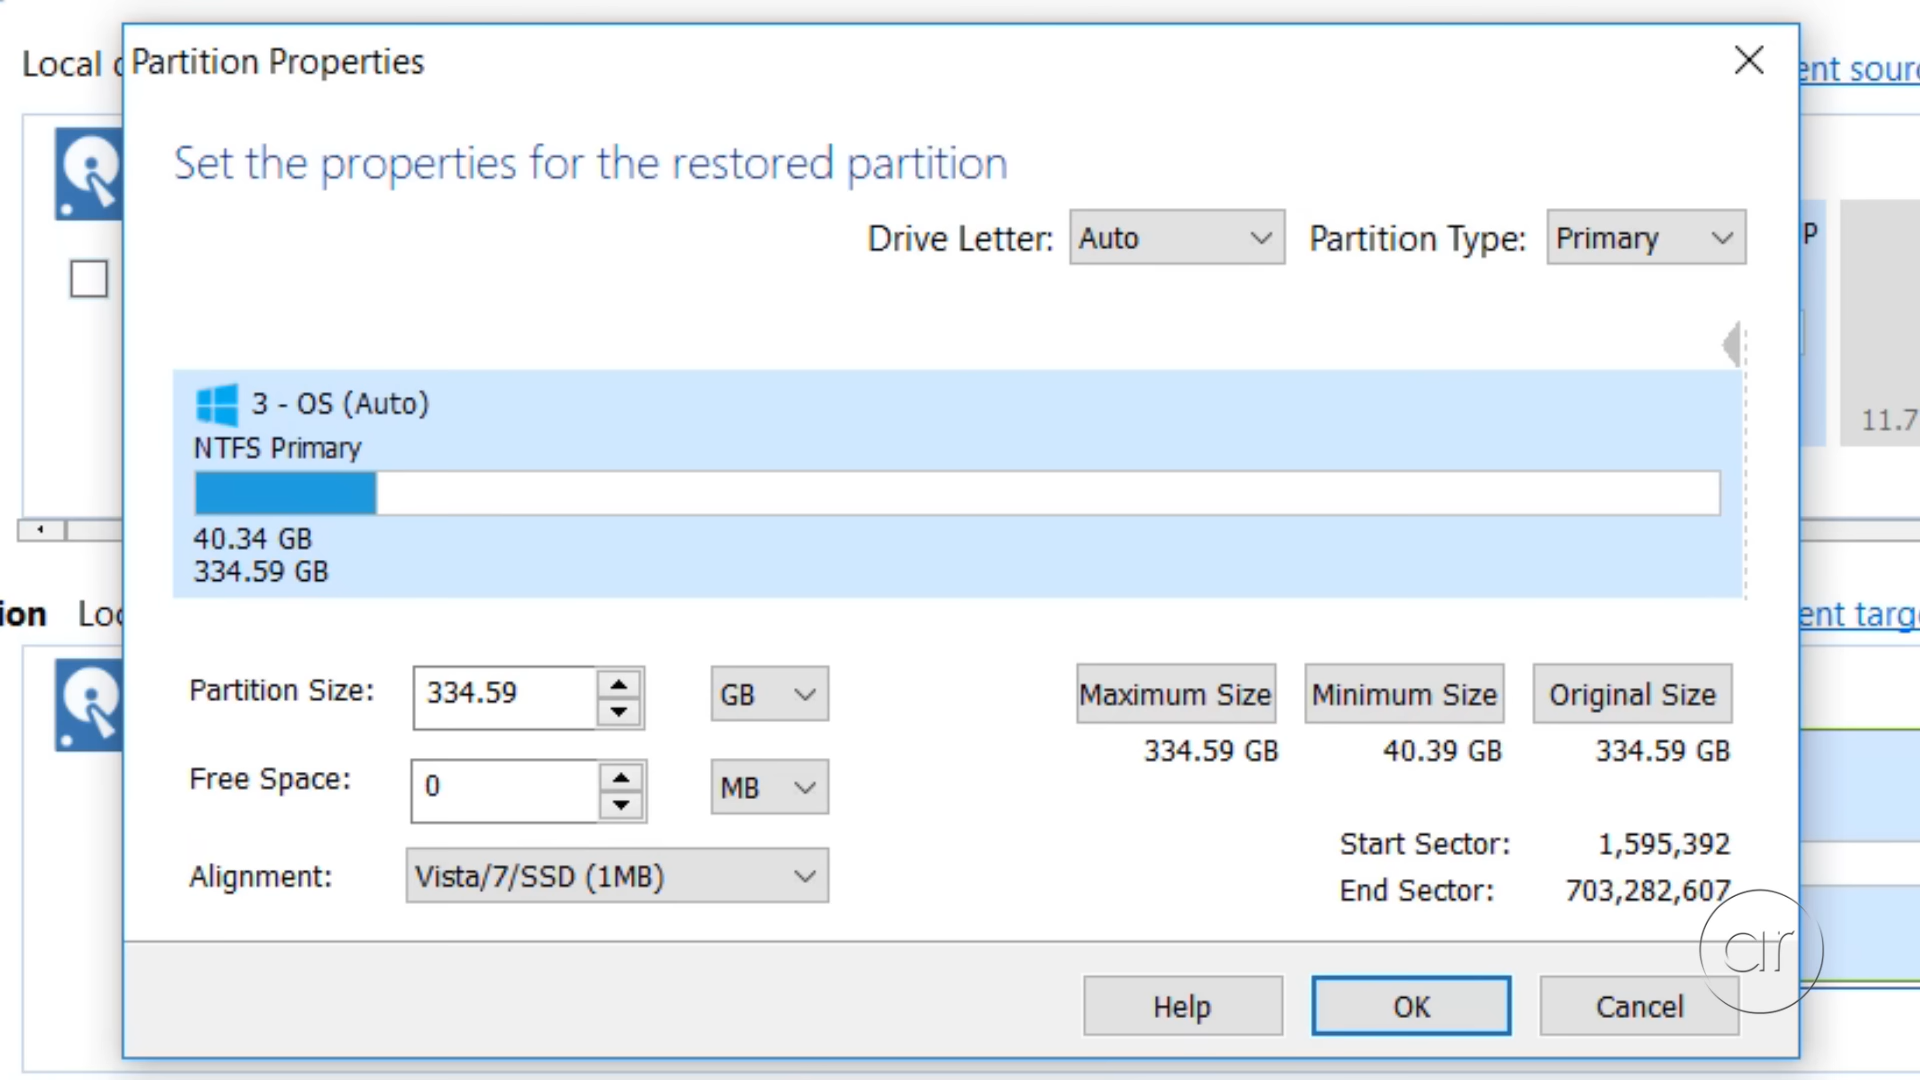 Local
Partition Properties
ent sour
Set the properties for the restored partition
Drive Letter: Auto Partition Type: Primary
P
3 - OS (Auto)
NTFS Primary
11.7
40.34 GB
334.59 GB
ion Loc
ent targ
Partition Size: 334.59 GB Maximum Size Minimum Size Original Size
334.59 GB 40.39 GB 334.59 GB
Free Space: 0 MB
Start Sector: 1,595,392
Alignment: Vista/7/SSD (1MB)
End Sector: 703,282,607
ar
Help OK Cancel